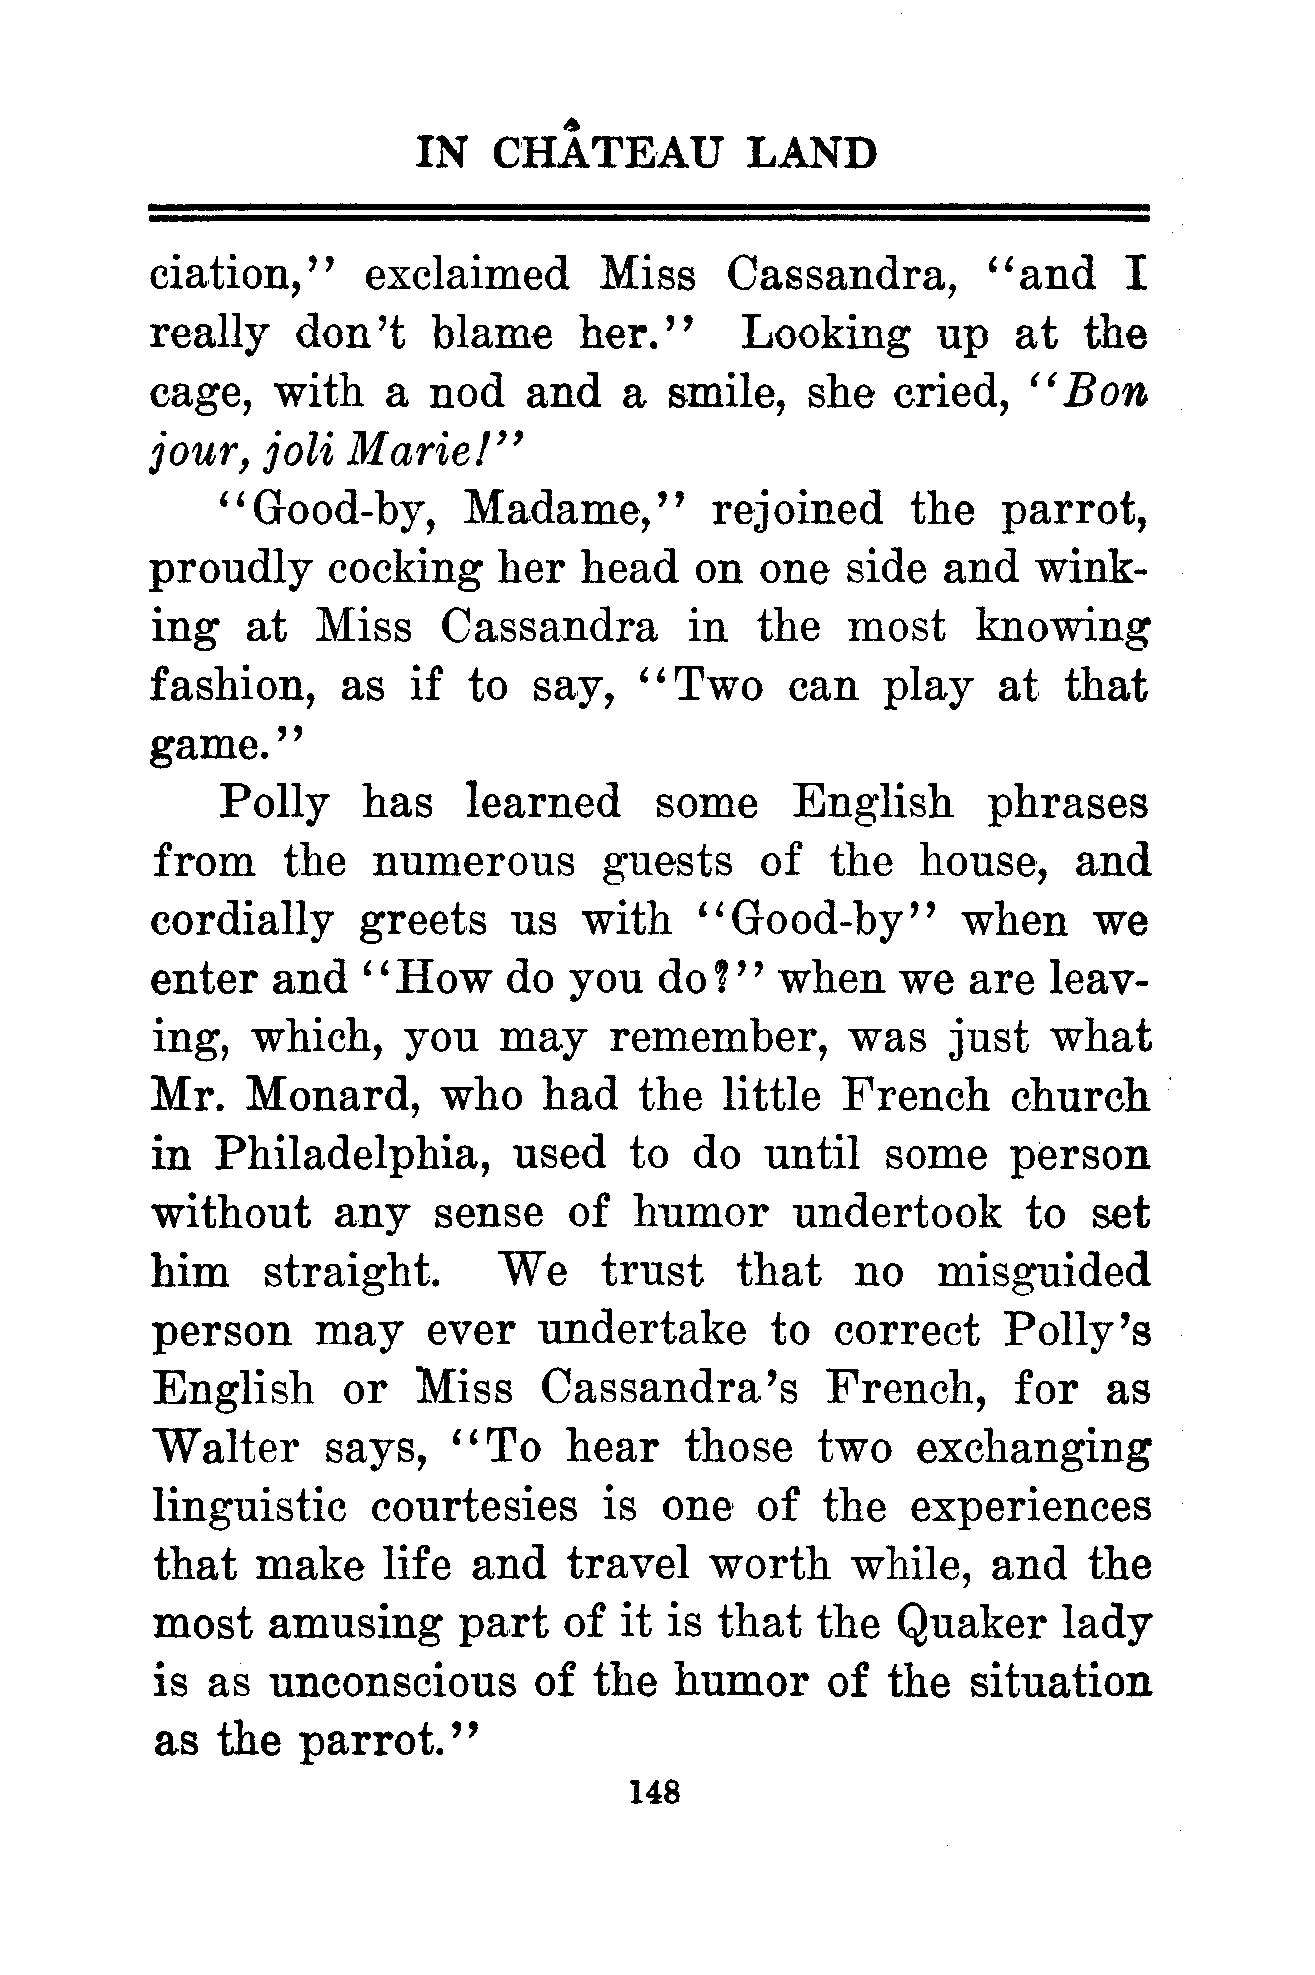 IN CHÂTEAU LAND
ciation," exclaimed Miss Cassandra, "and I
really don't blame her." Looking up at the
cage, with a nod and a smile, she cried, "Bon
jour, joli Marie!"
"Good-by, Madame," rejoined the parrot,
proudly cocking her head on one side and wink-
ing at Miss Cassandra in the most knowing
fashion, as if to say, "Two can play at that
game."
Polly has learned some English phrases
from the numerous guests of the house, and
cordially greets us with "Good-by" when we
enter and "How do you do?" when we are leav-
ing, which, you may remember, was just what
Mr. Monard, who had the little French church
in Philadelphia, used to do until some person
without any sense of humor undertook to set
him straight. We trust that no misguided
person may ever undertake to correct Polly's
English or Miss Cassandra's French, for as
Walter says, "To hear those two exchanging
linguistic courtesies is one of the experiences
that make life and travel worth while, and the
most amusing part of it is that the Quaker lady
is as unconscious of the humor of the situation
as the parrot."
148